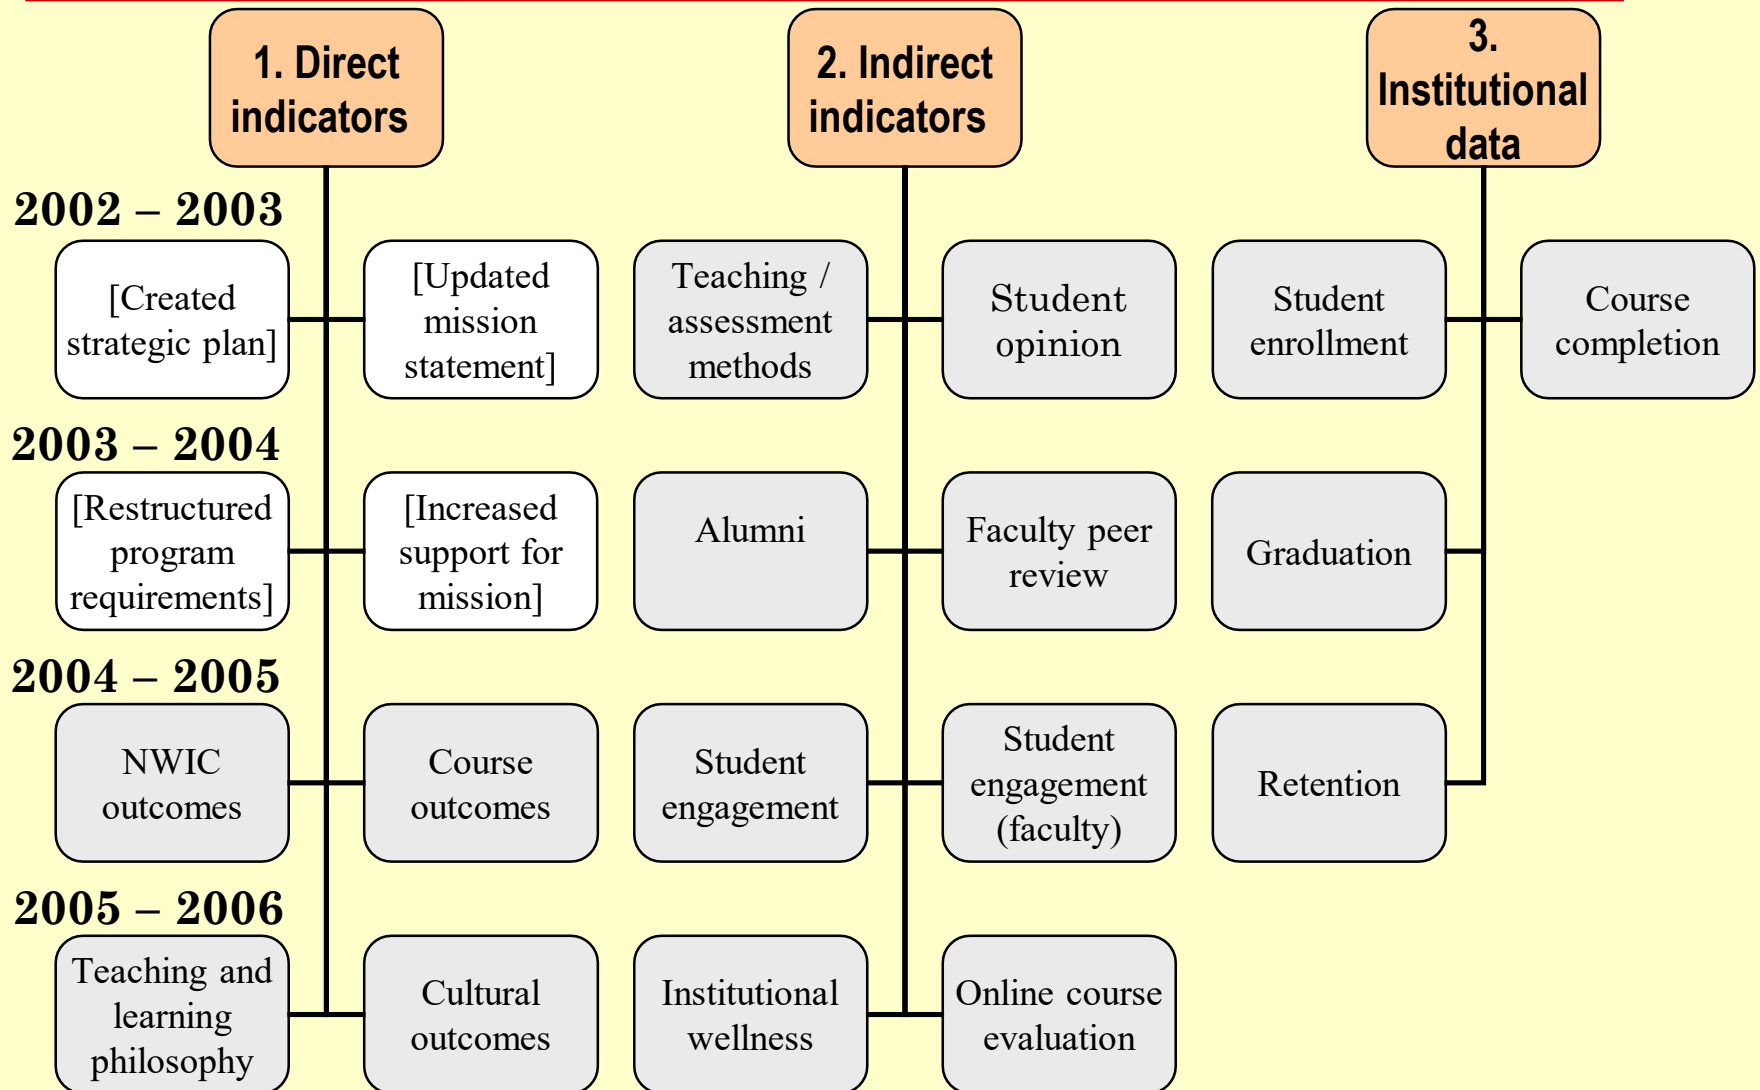 1. Direct
indicators
2. Indirect
indicators
3.
Institutional
data
2002 – 2003
[Created
strategic plan]
[Updated
mission
statement]
Teaching /
assessment
methods
Student
opinion
Student
enrollment
Course
completion
2003 – 2004
[Restructured
program
requirements]
[Increased
support for
mission]
Alumni
Faculty peer
review
Graduation
2004 – 2005
NWIC
outcomes
Course
outcomes
Student
engagement
Student
engagement
(faculty)
Retention
2005 – 2006
Teaching and
learning
philosophy
Cultural
outcomes
Institutional
wellness
Online course
evaluation